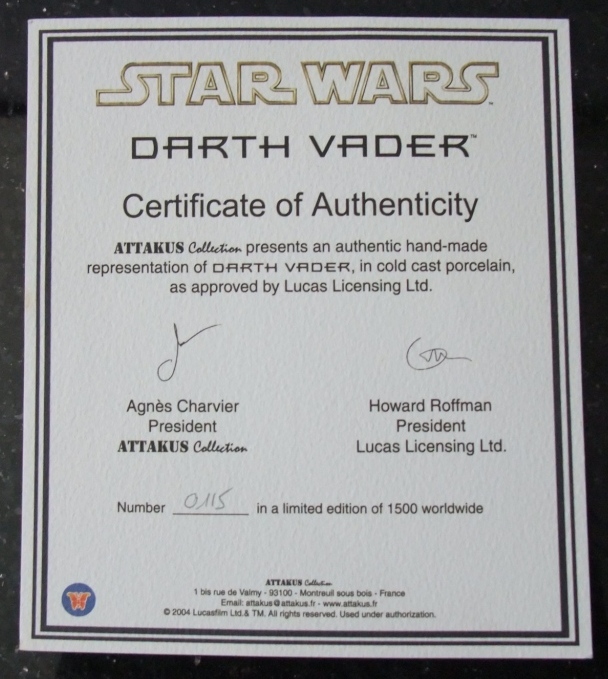 STAR WARS
DARTH VADER™
Certificate of Authenticity
ATTAKUS Collection presents an authentic hand-made
representation of DARTH VADER, in cold cast porcelain,
as approved by Lucas Licensing Ltd.
Agnès Charvier
President
ATTAKUS Collection
Howard Roffman
President
Lucas Licensing Ltd.
Number 0115 in a limited edition of 1500 worldwide
ATTAKUS Collection
1 bis rue de Valmy - 93100 - Montreuil sous bois - France
Email: attakus@attakus.fr - www.attakus.fr
© 2004 Lucasfilm Ltd.& TM. All rights reserved. Used under authorization.